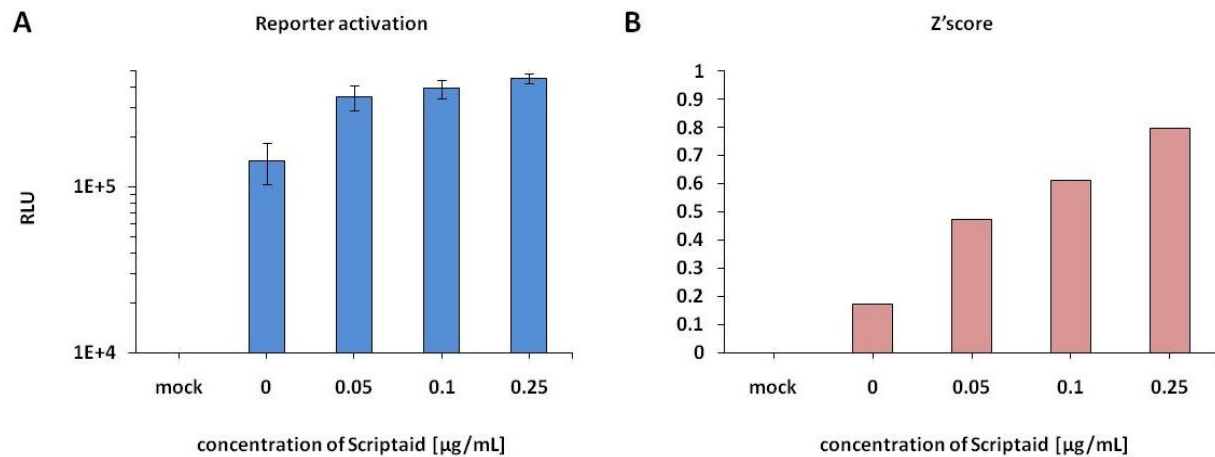 A
Reporter activation
RLU
1E+5
1E+4
mock 0 0.05 0.1 0.25
concentration of Scriptaid [µg/mL]
B
Z'score
1
0.9
0.8
0.7
0.6
0.5
0.4
0.3
0.2
0.1
0
mock 0 0.05 0.1 0.25
concentration of Scriptaid [µg/mL]